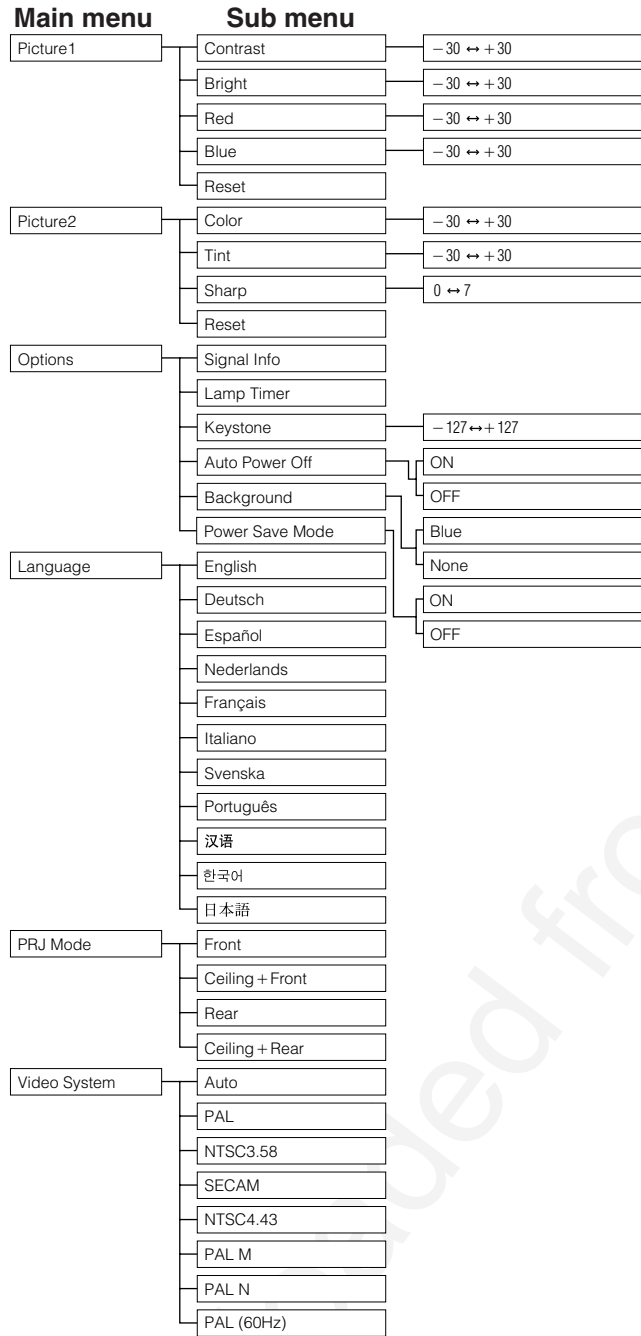 Main menu Sub menu
Picture1 Contrast −30 ↔ +30
Bright −30 ↔ +30
Red −30 ↔ +30
Blue −30 ↔ +30
Reset
Picture2 Color −30 ↔ +30
Tint −30 ↔ +30
Sharp 0 ↔ 7
Reset
Options Signal Info
Lamp Timer
Keystone −127 ↔ +127
Auto Power Off ON
OFF
Background Blue
None
Power Save Mode ON
OFF
Language English
Deutsch
Español
Nederlands
Français
Italiano
Svenska
Português
汉语
한국어
日本語
PRJ Mode Front
Ceiling+Front
Rear
Ceiling+Rear
Video System Auto
PAL
NTSC3.58
SECAM
NTSC4.43
PAL M
PAL N
PAL (60Hz)